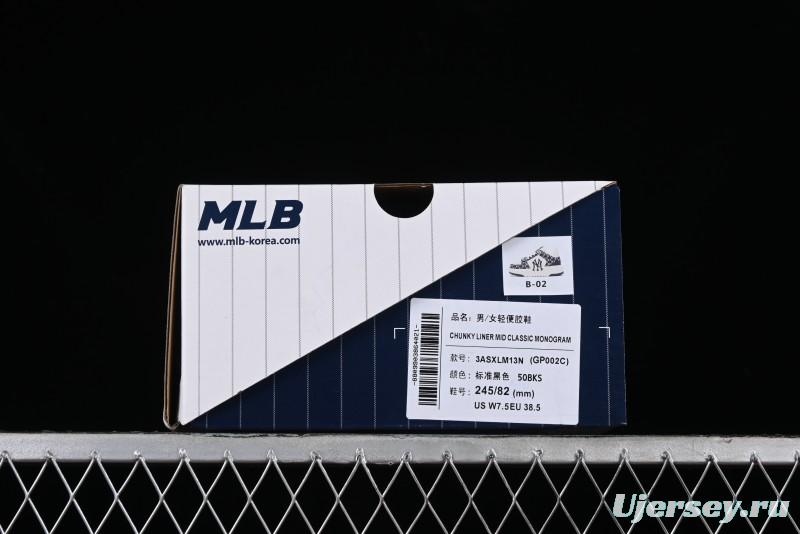 MLB
www.mlb-korea.com
NY
B-02
品名：男/女轻便胶鞋
CHUNKY LINER MID CLASSIC MONOGRAM
款号：3ASXLM13N (GP002C)
颜色：标准黑色 50BKS
鞋号：245/82 (mm)
US W7.5EU 38.5
-8809903864021-
Ujersey.ru